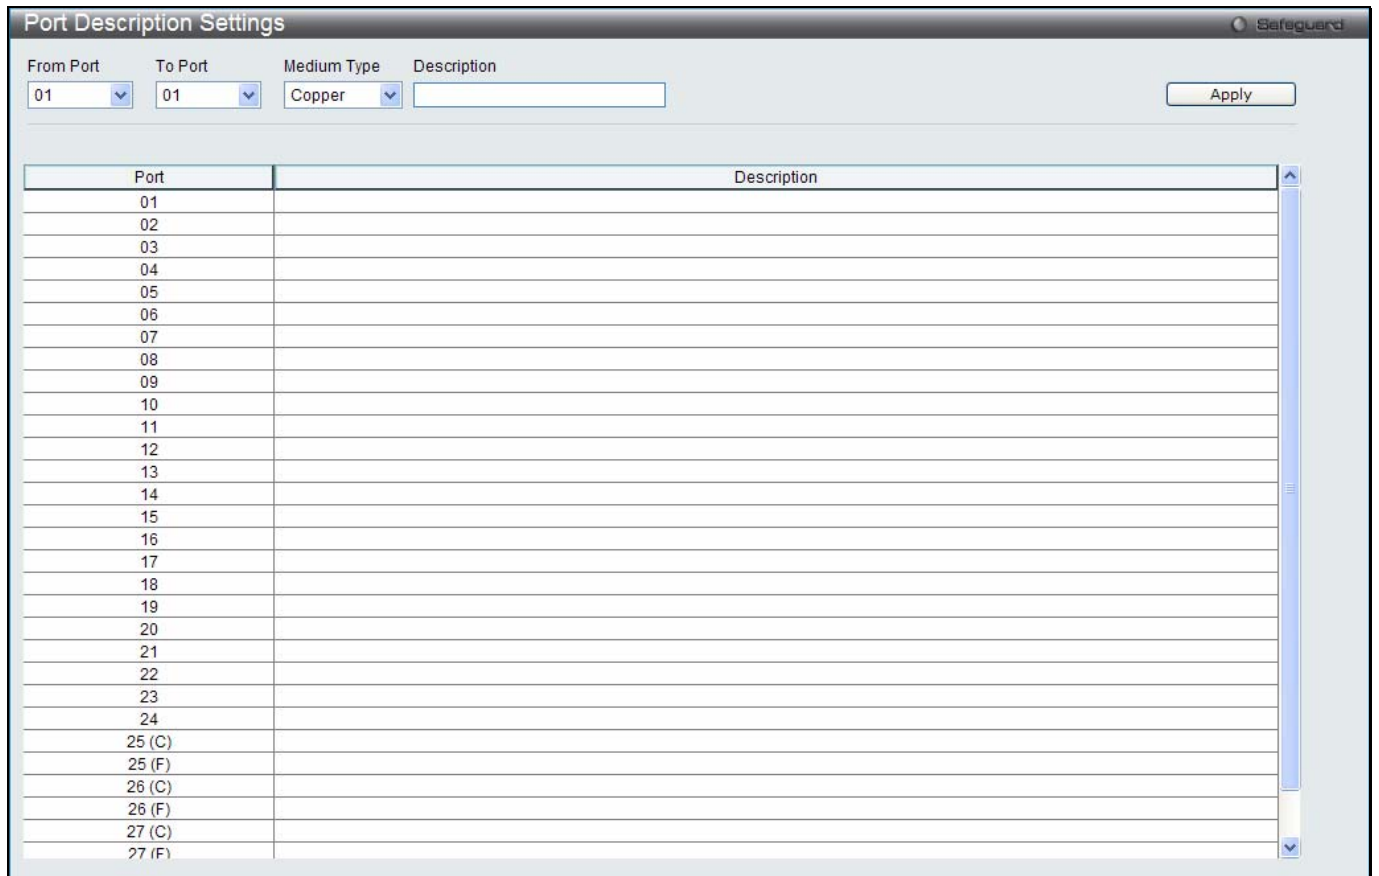 Port Description Settings
Safeguard
From Port To Port Medium Type Description
01 01 Copper Apply
Port Description
01
02
03
04
05
06
07
08
09
10
11
12
13
14
15
16
17
18
19
20
21
22
23
24
25 (C)
25 (F)
26 (C)
26 (F)
27 (C)
27 (F)